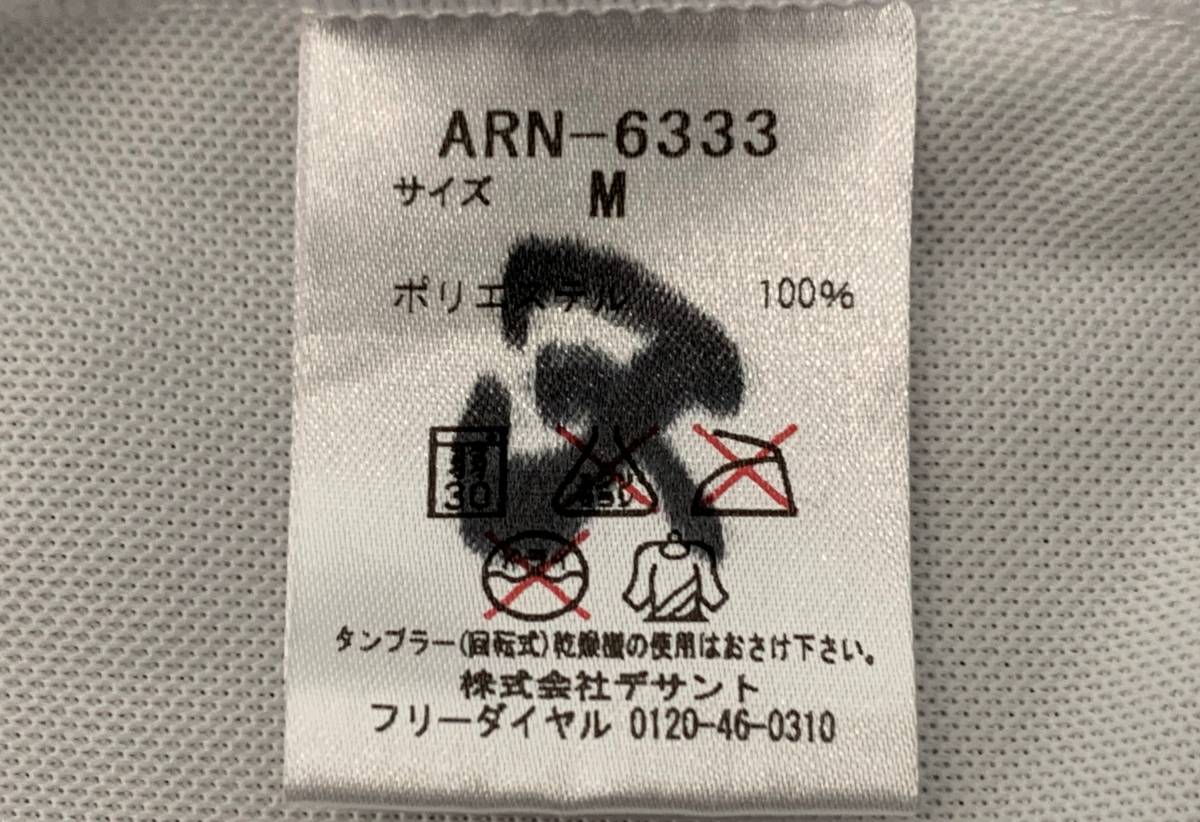 ARN-6333
サイズ M
ポリエステル 100%
30
タンブラー(回転式)乾燥機の使用はおさけ下さい。
株式会社デサント
フリーダイヤル 0120-46-0310